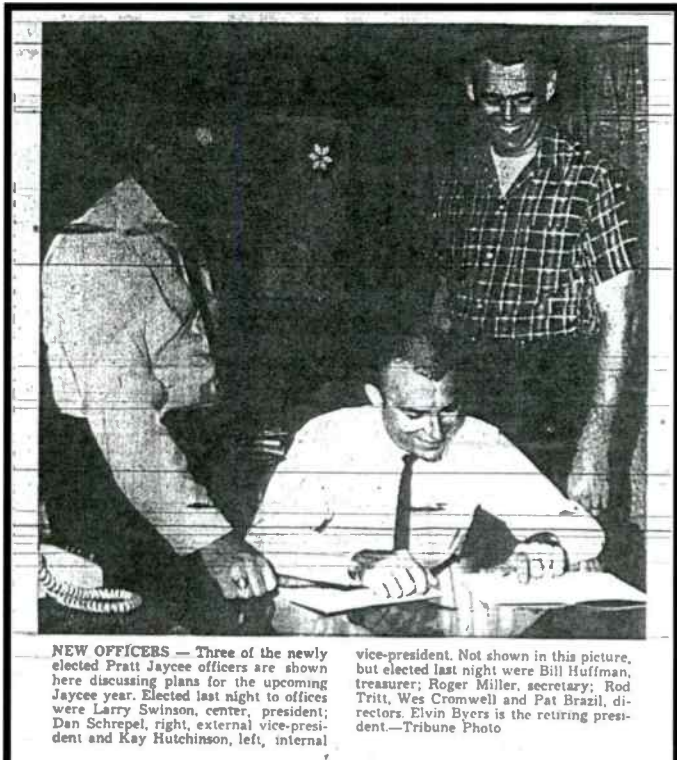 NEW OFFICERS — Three of the newly
elected Pratt Jaycee officers are shown
here discussing plans for the upcoming
Jaycee year. Elected last night to offices
were Larry Swinson, center, president;
Dan Schrepel, right, external vice-presi-
dent and Kay Hutchinson, left, internal
vice-president. Not shown in this picture,
but elected last night were Bill Huffman,
treasurer; Roger Miller, secretary; Rod
Tritt, Wes Cromwell and Pat Brazil, di-
rectors. Elvin Byers is the retiring presi-
dent.—Tribune Photo